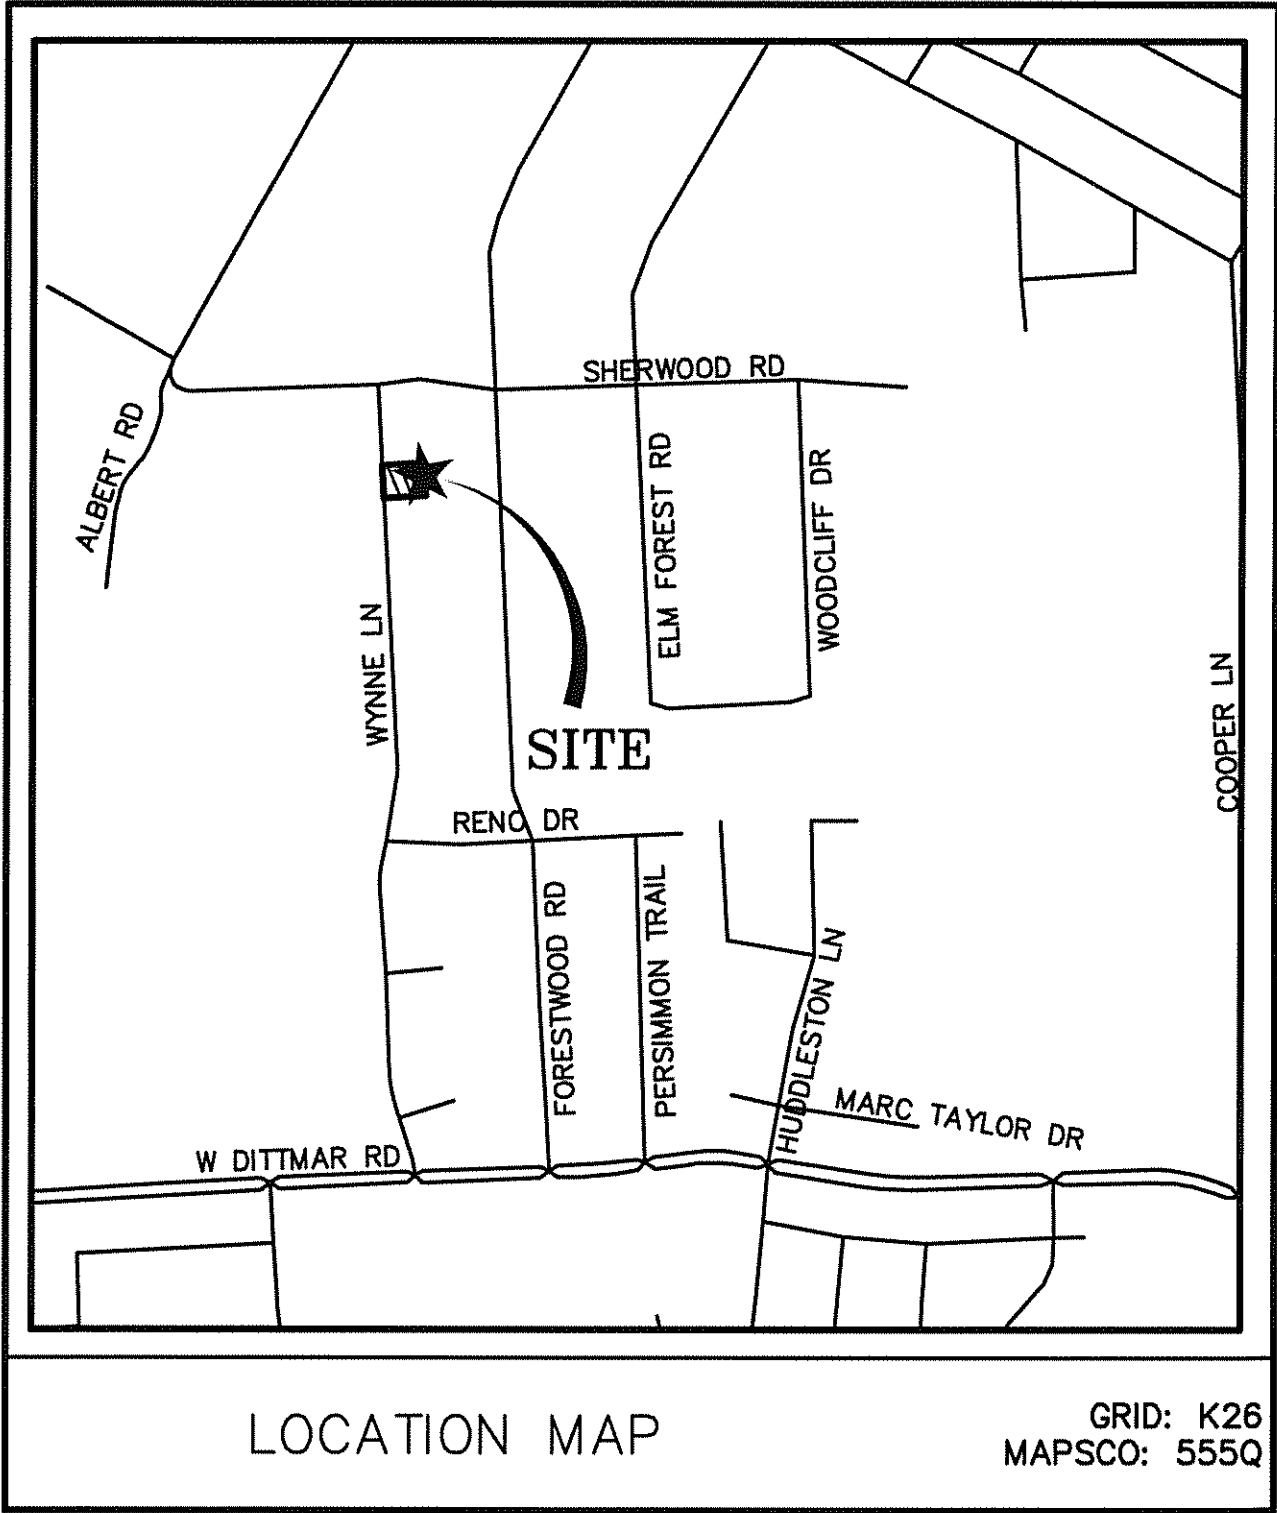 SHERWOOD RD
ALBERT RD
ELM FOREST RD
WOODCLIFF DR
WYNNE LN
COOPER LN
SITE
RENO DR
FORESTWOOD RD
PERSIMMON TRAIL
HUDDLESTON LN
MARC TAYLOR DR
W DITTMAR RD
LOCATION MAP
GRID: K26
MAPSCO: 555Q